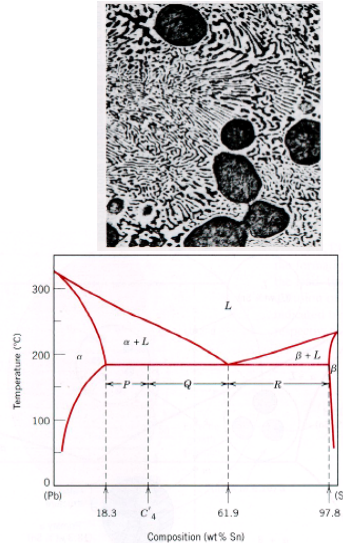 300
L
α + L
200
β + L
α
β
P
Q
R
Temperature (°C)
100
0
(Pb)
(S
18.3
C′4
61.9
97.8
Composition (wt% Sn)